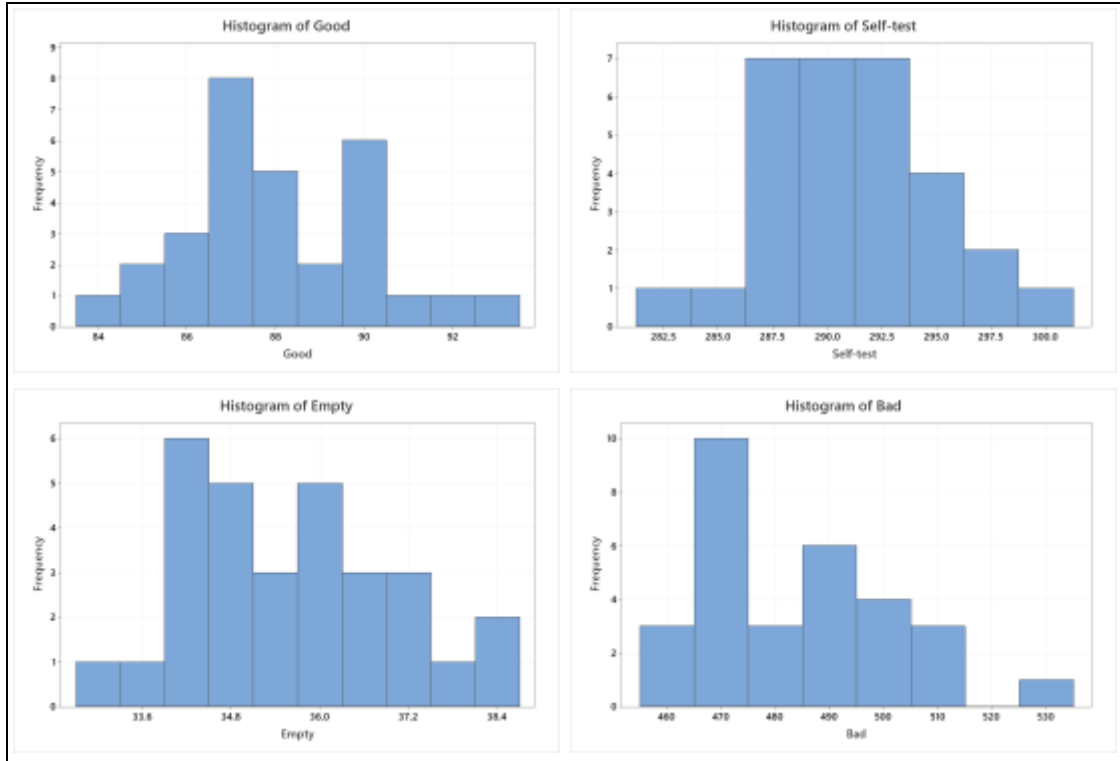 Histogram of Good
9
8
7
6
5
4
3
2
1
0
Frequency
84 86 88 90 92
Good
Histogram of Self-test
7
6
5
4
3
2
1
0
Frequency
282.5 285.0 287.5 290.0 292.5 295.0 297.5 300.0
Self-test
Histogram of Empty
6
5
4
3
2
1
0
Frequency
33.6 34.8 36.0 37.2 38.4
Empty
Histogram of Bad
10
8
6
4
2
0
Frequency
460 470 480 490 500 510 520 530
Bad